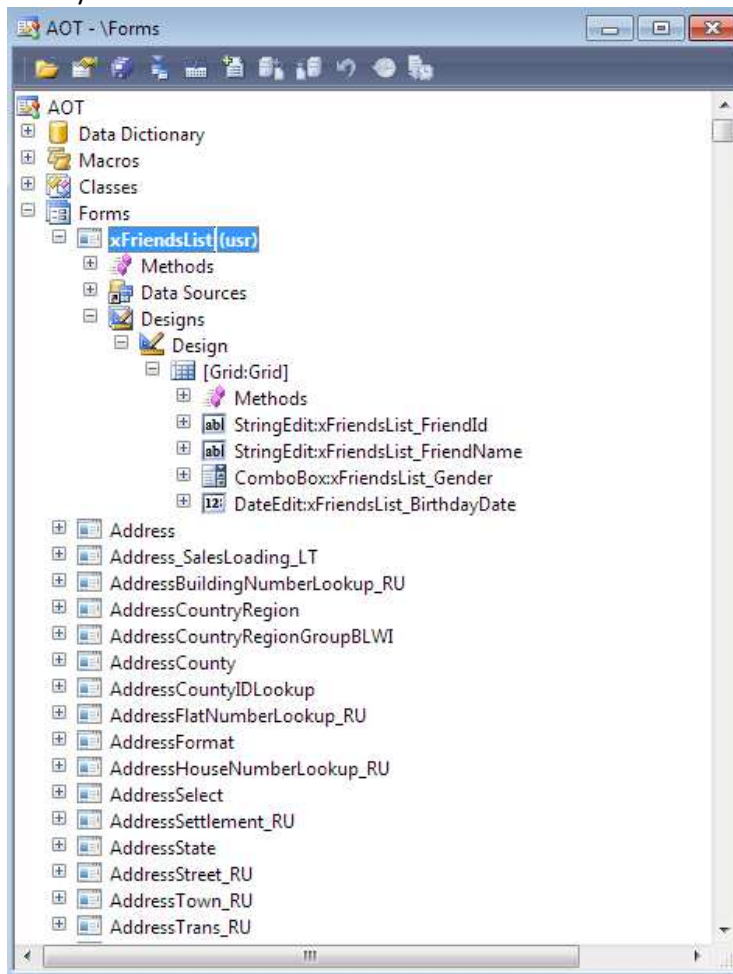 AOT - \Forms
AOT
Data Dictionary
Macros
Classes
Forms
xFriendsList (usr)
Methods
Data Sources
Designs
Design
[Grid:Grid]
Methods
StringEdit:xFriendsList_FriendId
StringEdit:xFriendsList_FriendName
ComboBox:xFriendsList_Gender
DateEdit:xFriendsList_BirthdayDate
Address
Address_SalesLoading_LT
AddressBuildingNumberLookup_RU
AddressCountryRegion
AddressCountryRegionGroupBLWI
AddressCounty
AddressCountyIDLookup
AddressFlatNumberLookup_RU
AddressFormat
AddressHouseNumberLookup_RU
AddressSelect
AddressSettlement_RU
AddressState
AddressStreet_RU
AddressTown_RU
AddressTrans_RU